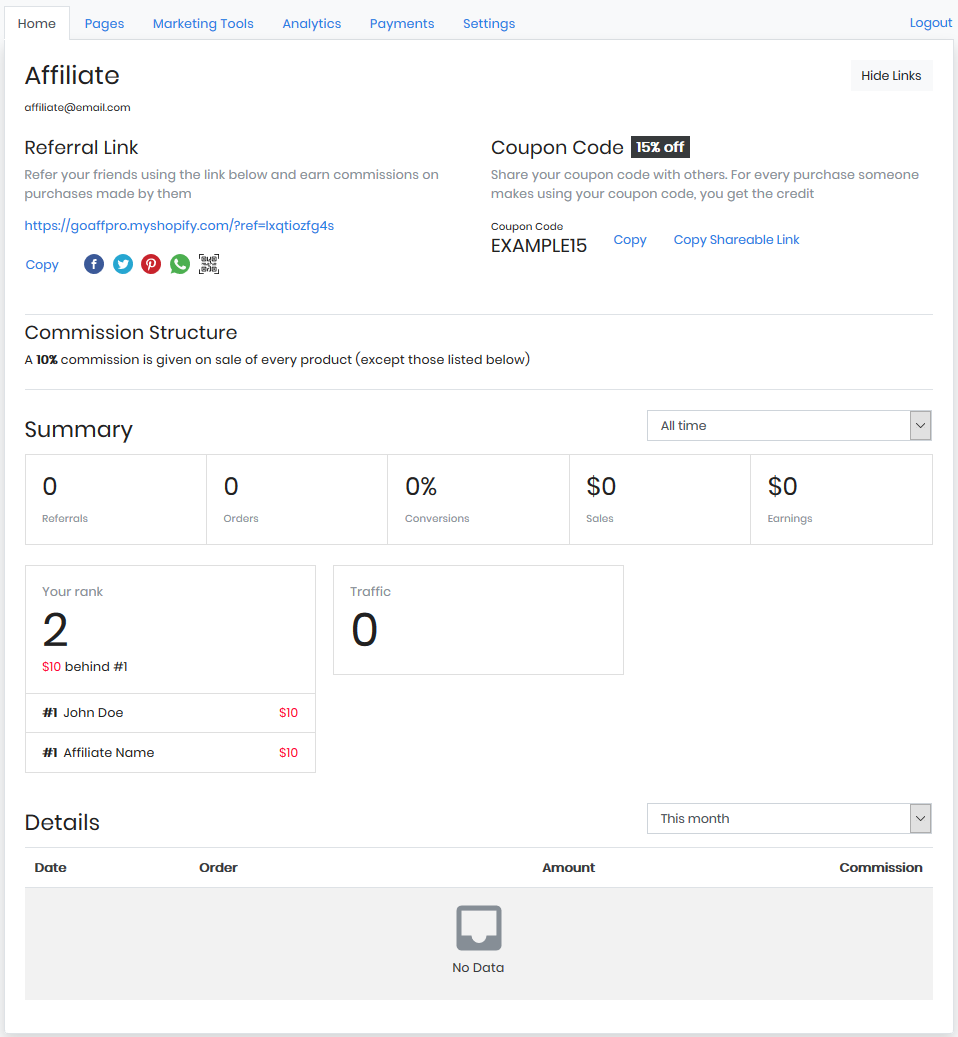 Home Pages Marketing Tools Analytics Payments Settings Logout
Affiliate
Hide Links
affiliate@email.com
Referral Link
Refer your friends using the link below and earn commissions on
purchases made by them
https://goaffpro.myshopify.com/?ref=lxqtiozfg4s
Copy
Coupon Code 15% off
Share your coupon code with others. For every purchase someone
makes using your coupon code, you get the credit
Coupon Code
EXAMPLE15 Copy Copy Shareable Link
Commission Structure
A 10% commission is given on sale of every product (except those listed below)
Summary
All time
0
Referrals
0
Orders
0%
Conversions
$0
Sales
$0
Earnings
Your rank
2
$10 behind #1
#1 John Doe $10
#1 Affiliate Name $10
Traffic
0
Details
This month
Date Order Amount Commission
No Data